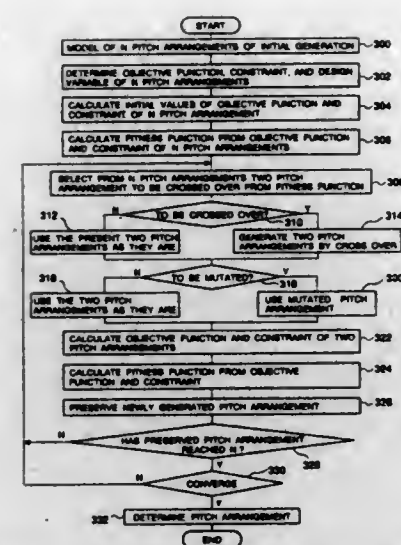 START
MODEL OF N PITCH ARRANGEMENTS OF INITIAL GENERATION
300
DETERMINE OBJECTIVE FUNCTION, CONSTRAINT, AND DESIGN
VARIABLE OF N PITCH ARRANGEMENTS
302
CALCULATE INITIAL VALUES OF OBJECTIVE FUNCTION AND
CONSTRAINT OF N PITCH ARRANGEMENT
304
CALCULATE FITNESS FUNCTION FROM OBJECTIVE FUNCTION
AND CONSTRAINT OF N PITCH ARRANGEMENTS
306
SELECT FROM N PITCH ARRANGEMENTS TWO PITCH
ARRANGEMENT TO BE CROSSED OVER FROM FITNESS FUNCTION
308
312
N
TO BE CROSSED OVER?
310
Y
314
USE THE PRESENT TWO PITCH
ARRANGEMENTS AS THEY ARE
GENERATE TWO PITCH
ARRANGEMENTS BY CROSS OVER
N
TO BE MUTATED?
Y
USE THE TWO PITCH
ARRANGEMENTS AS THEY ARE
USE MUTATED PITCH
ARRANGEMENT
CALCULATE OBJECTIVE FUNCTION AND CONSTRAINT OF TWO
PITCH ARRANGEMENTS
322
CALCULATE FITNESS FUNCTION FROM OBJECTIVE
FUNCTION AND CONSTRAINT
324
PRESERVE NEWLY GENERATED PITCH ARRANGEMENT
326
N
HAS PRESERVED PITCH ARRANGEMENT
REACHED N ?
328
Y
N
CONVERGE
330
Y
332
DETERMINE PITCH ARRANGEMENT
END